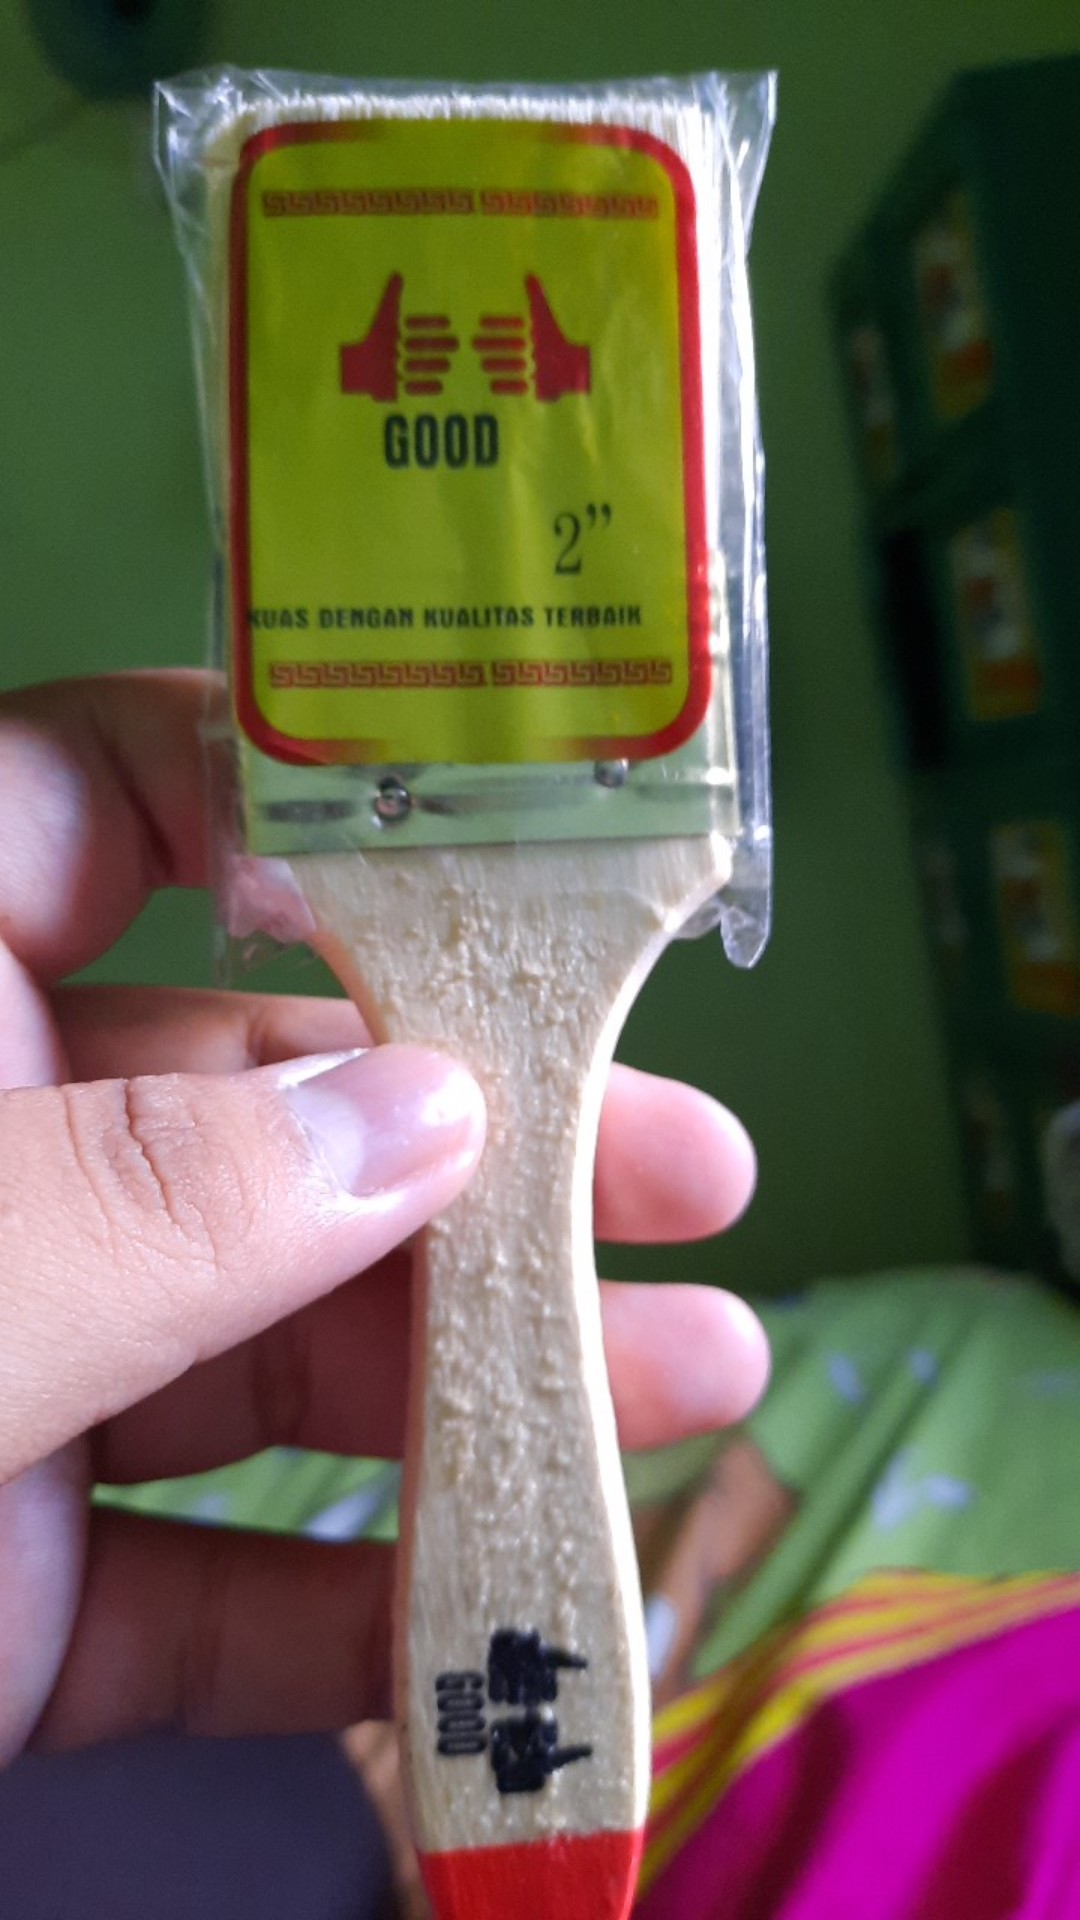 GOOD
2”
KUAS DENGAN KUALITAS TERBAIK
GOOD